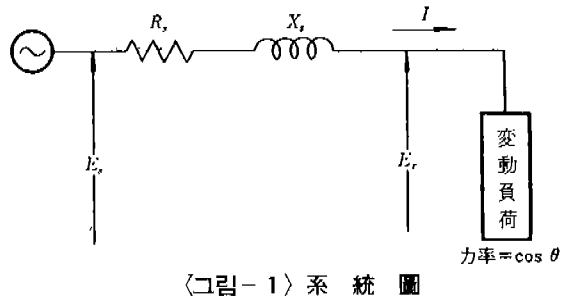 R_s X_s I
E_s E_r
変動負荷
力率=cos θ
〈그림-1〉 系統圖